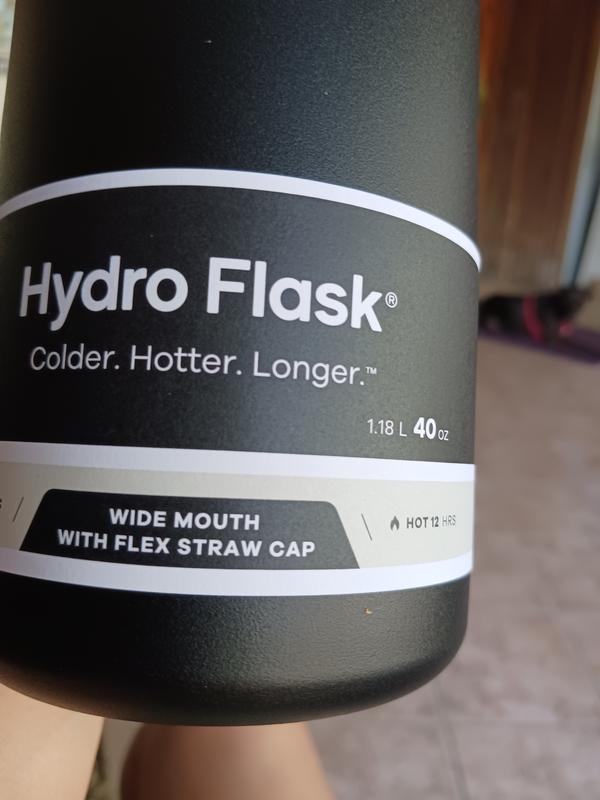 Hydro Flask®
Colder. Hotter. Longer.™
1.18 L 40 oz
WIDE MOUTH
WITH FLEX STRAW CAP
HOT 12 HRS